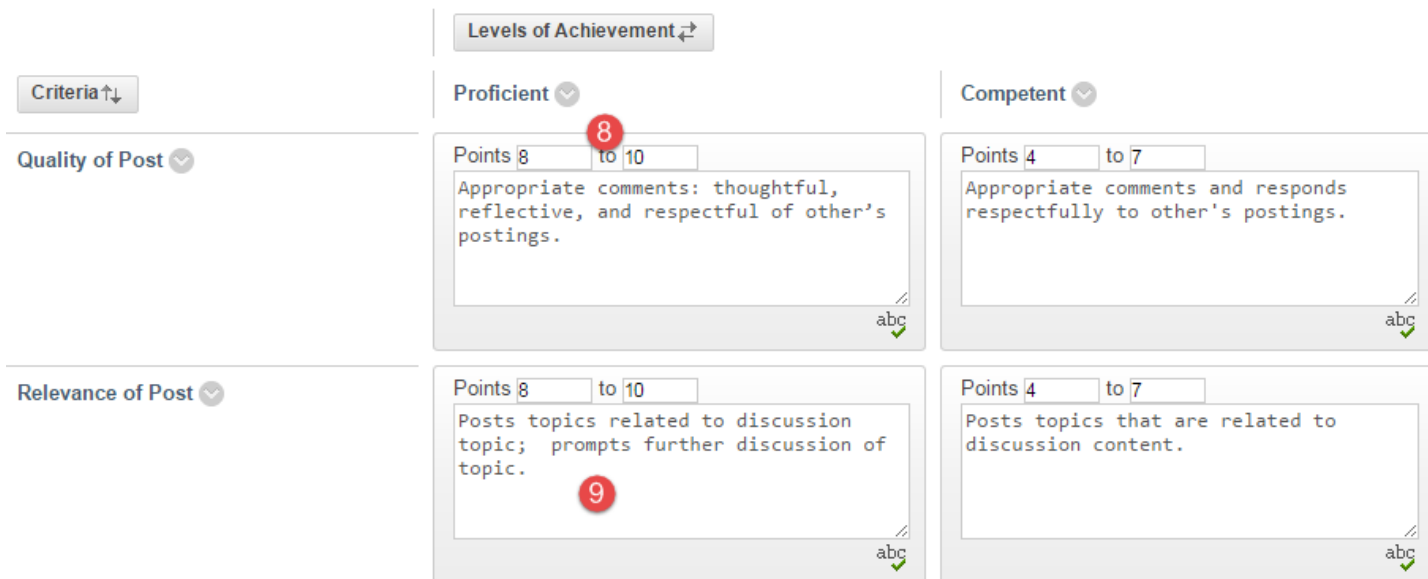 Levels of Achievement
Criteria
Proficient
Competent
8
Quality of Post
Points 8 to 10
Appropriate comments: thoughtful,
reflective, and respectful of other’s
postings.
abc
Points 4 to 7
Appropriate comments and responds
respectfully to other's postings.
abc
Relevance of Post
Points 8 to 10
Posts topics related to discussion
topic;  prompts further discussion of
topic.
9
abc
Points 4 to 7
Posts topics that are related to
discussion content.
abc